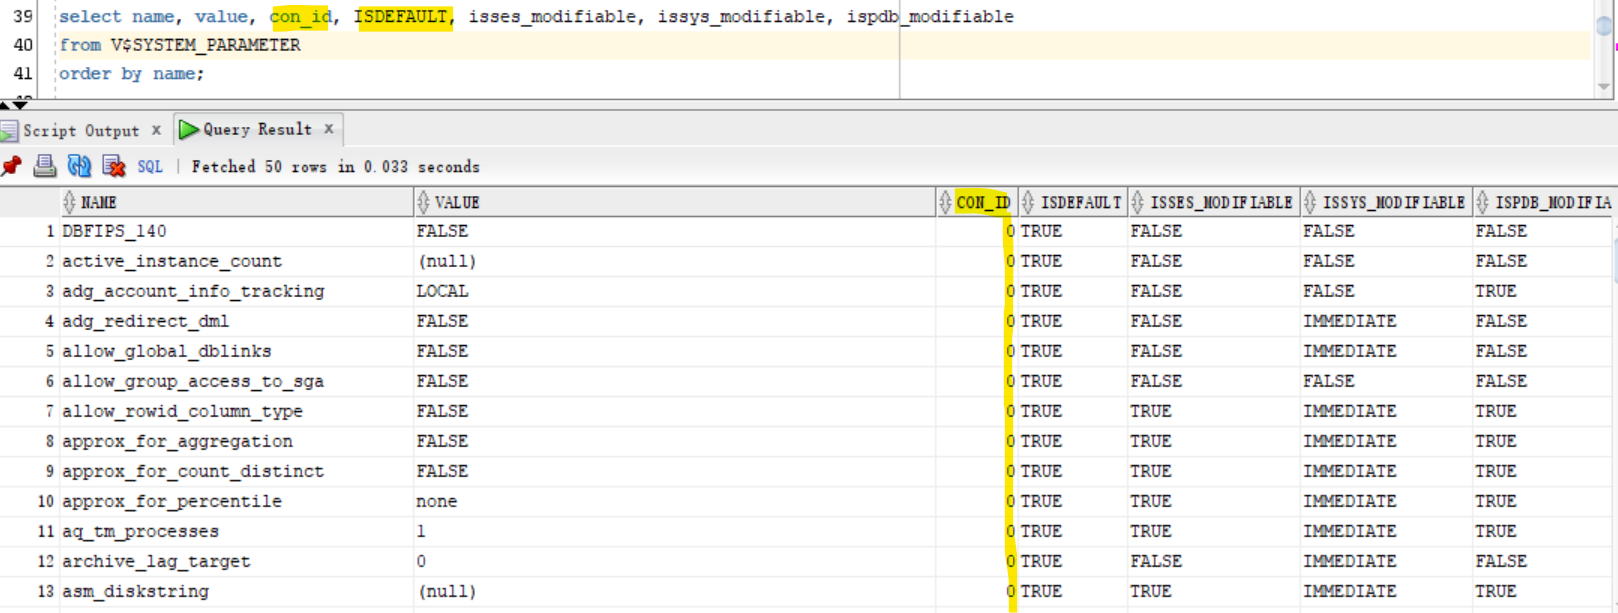 39 select name, value, con_id, ISDEFAULT, isses_modifiable, issys_modifiable, ispdb_modifiable
40 from V$SYSTEM_PARAMETER
41 order by name;
Script Output x Query Result x
SQL | Fetched 50 rows in 0.033 seconds
NAME VALUE CON_ID ISDEFAULT ISSES_MODIFIABLE ISSYS_MODIFIABLE ISPDB_MODIFIA
1 DBFIPS_140 FALSE 0 TRUE FALSE FALSE FALSE
2 active_instance_count (null) 0 TRUE FALSE FALSE FALSE
3 adg_account_info_tracking LOCAL 0 TRUE FALSE FALSE TRUE
4 adg_redirect_dml FALSE 0 TRUE FALSE IMMEDIATE FALSE
5 allow_global_dblinks FALSE 0 TRUE FALSE IMMEDIATE FALSE
6 allow_group_access_to_sga FALSE 0 TRUE FALSE FALSE FALSE
7 allow_rowid_column_type FALSE 0 TRUE TRUE IMMEDIATE TRUE
8 approx_for_aggregation FALSE 0 TRUE TRUE IMMEDIATE TRUE
9 approx_for_count_distinct FALSE 0 TRUE TRUE IMMEDIATE TRUE
10 approx_for_percentile none 0 TRUE TRUE IMMEDIATE TRUE
11 aq_tm_processes 1 0 TRUE TRUE IMMEDIATE TRUE
12 archive_lag_target 0 0 TRUE FALSE IMMEDIATE FALSE
13 asm_diskstring (null) 0 TRUE TRUE IMMEDIATE TRUE